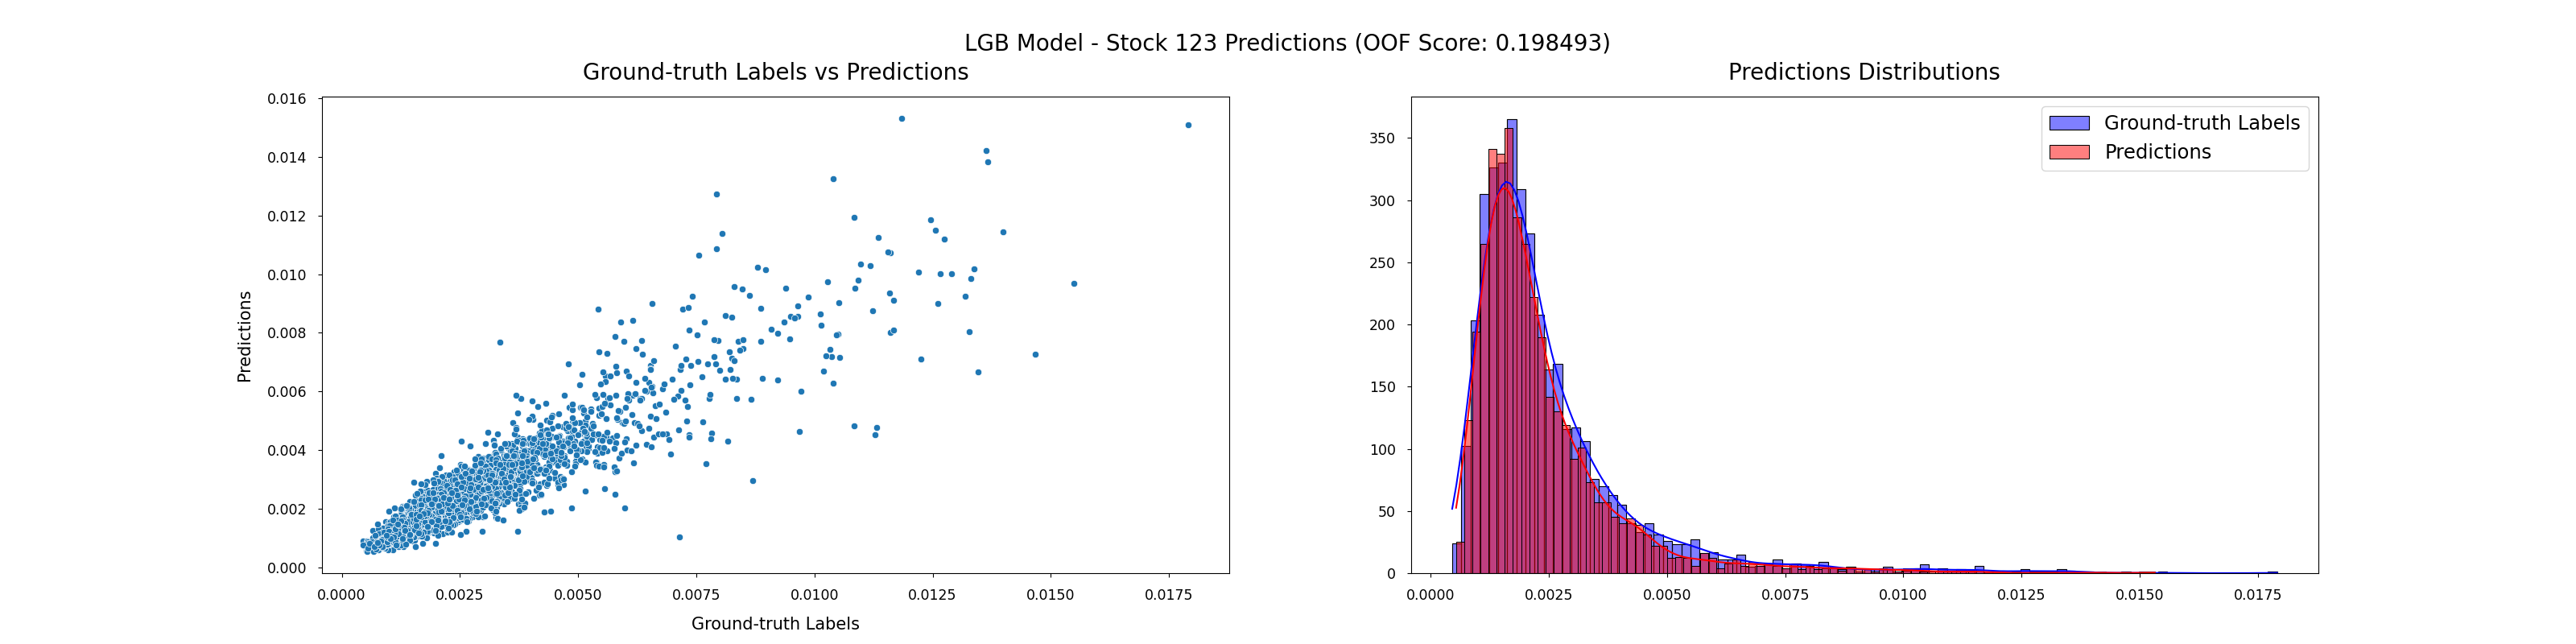 LGB Model - Stock 123 Predictions (OOF Score: 0.198493)
Ground-truth Labels vs Predictions
0.016
0.014
0.012
0.010
0.008
0.006
0.004
0.002
0.000
Predictions
0.0000 0.0025 0.0050 0.0075 0.0100 0.0125 0.0150 0.0175
Ground-truth Labels
Predictions Distributions
Ground-truth Labels
Predictions
350
300
250
200
150
100
50
0
0.0000 0.0025 0.0050 0.0075 0.0100 0.0125 0.0150 0.0175